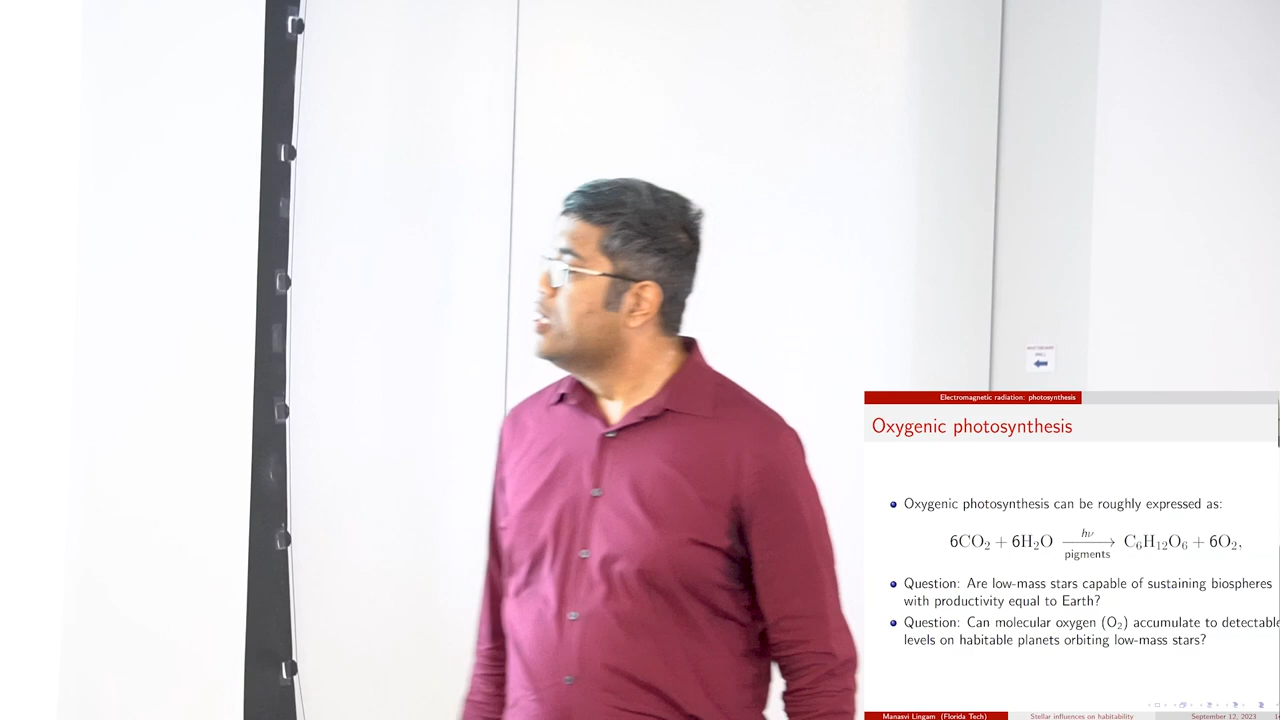 Electromagnetic radiation: photosynthesis
Oxygenic photosynthesis
Oxygenic photosynthesis can be roughly expressed as:
6CO₂ + 6H₂O hν → pigments C₆H₁₂O₆ + 6O₂,
Question: Are low-mass stars capable of sustaining biospheres
with productivity equal to Earth?
Question: Can molecular oxygen (O₂) accumulate to detectable
levels on habitable planets orbiting low-mass stars?
Manasvi Lingam (Florida Tech) Stellar influences on habitability September 12, 2023